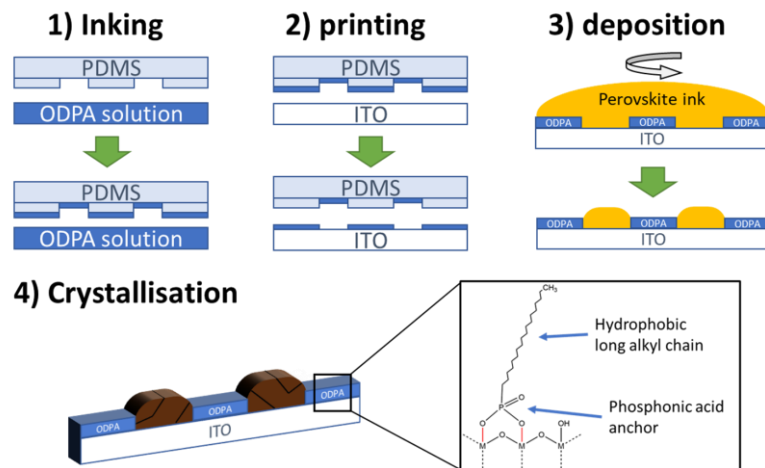 1) Inking
2) printing
3) deposition
PDMS
ODPA solution
PDMS
ODPA solution
PDMS
ITO
PDMS
ITO
Perovskite ink
ODPA ODPA ODPA
ITO
ODPA ODPA ODPA
ITO
4) Crystallisation
ODPA
ODPA
ODPA
ITO
CH₃
Hydrophobic
long alkyl chain
P O
O O OH
Phosphonic acid
anchor
M O M O M